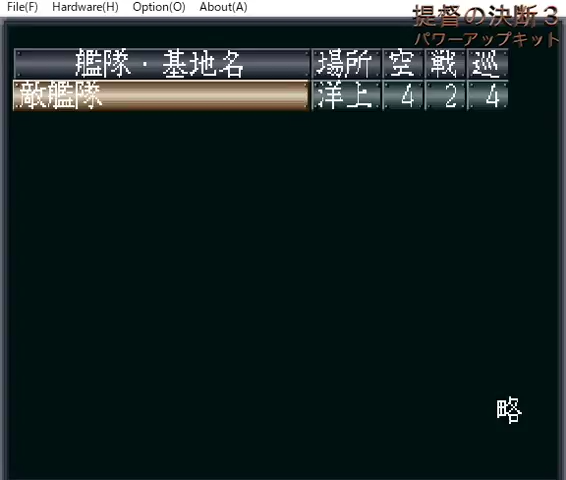 File(F) Hardware(H) Option(O) About(A)
提督の決断3
パワーアップキット
艦隊・基地名 場所 空 戦 巡
敵艦隊 洋上 4 2 4
略